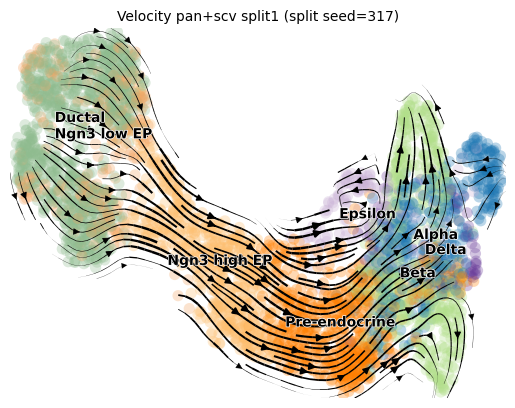 Velocity pan+scv split1 (split seed=317)
Ductal
Ngn3 low EP
Epsilon
Alpha
Delta
Ngn3 high EP
Beta
Pre-endocrine